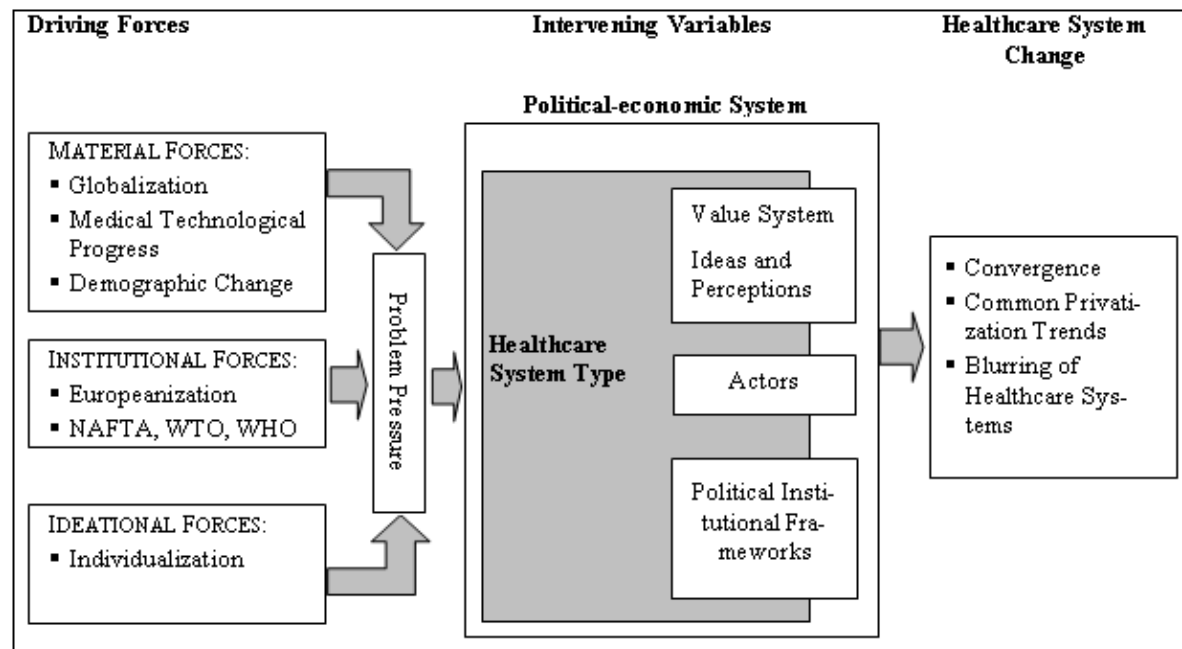 Driving Forces
Intervening Variables
Healthcare System
Change
Political-economic System
MATERIAL FORCES:
▪ Globalization
▪ Medical Technological
Progress
▪ Demographic Change
INSTITUTIONAL FORCES:
▪ Europeanization
▪ NAFTA, WTO, WHO
IDEATIONAL FORCES:
▪ Individualization
Problem Pressure
Healthcare
System Type
Value System
Ideas and
Perceptions
Actors
Political Insti-
tutional Fra-
meworks
▪ Convergence
▪ Common Privati-
zation Trends
▪ Blurring of
Healthcare Sys-
tems